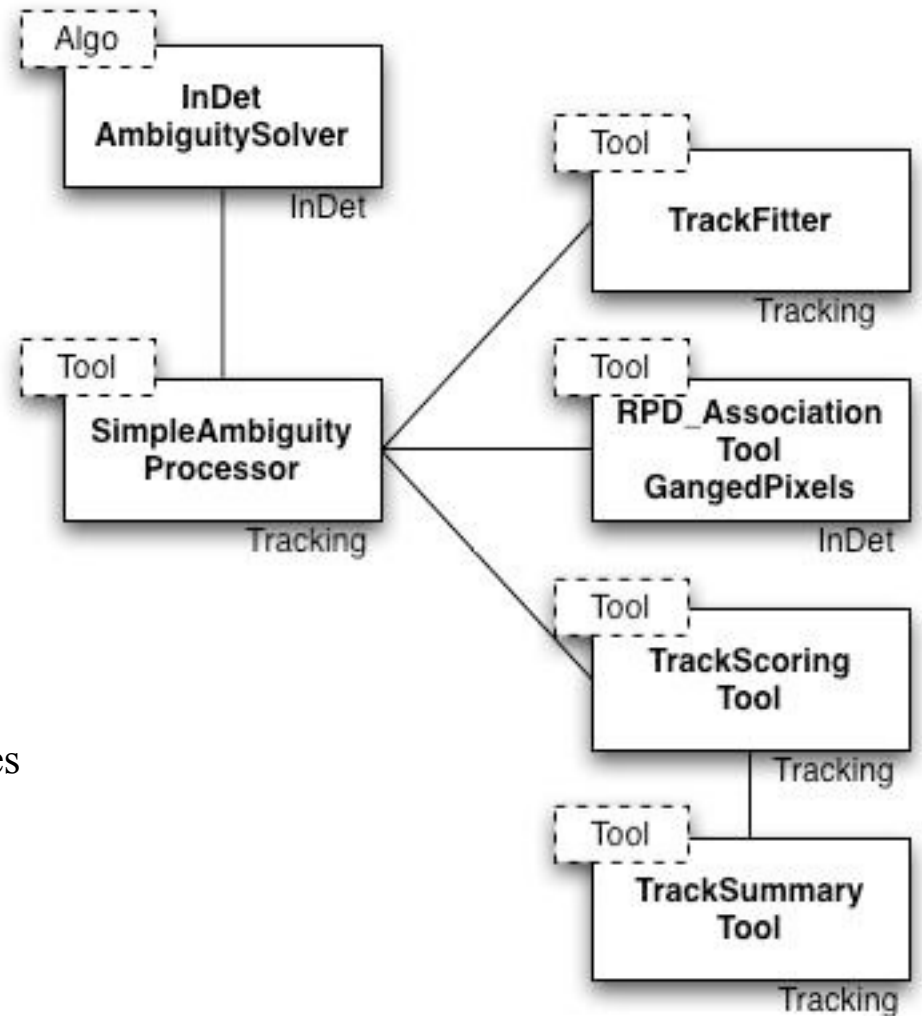 Algo
InDet
AmbiguitySolver
InDet
Tool
SimpleAmbiguity
Processor
Tracking
Tool
TrackFitter
Tracking
Tool
RPD_Association
Tool
GangedPixels
InDet
Tool
TrackScoring
Tool
Tracking
Tool
TrackSummary
Tool
Tracking
es